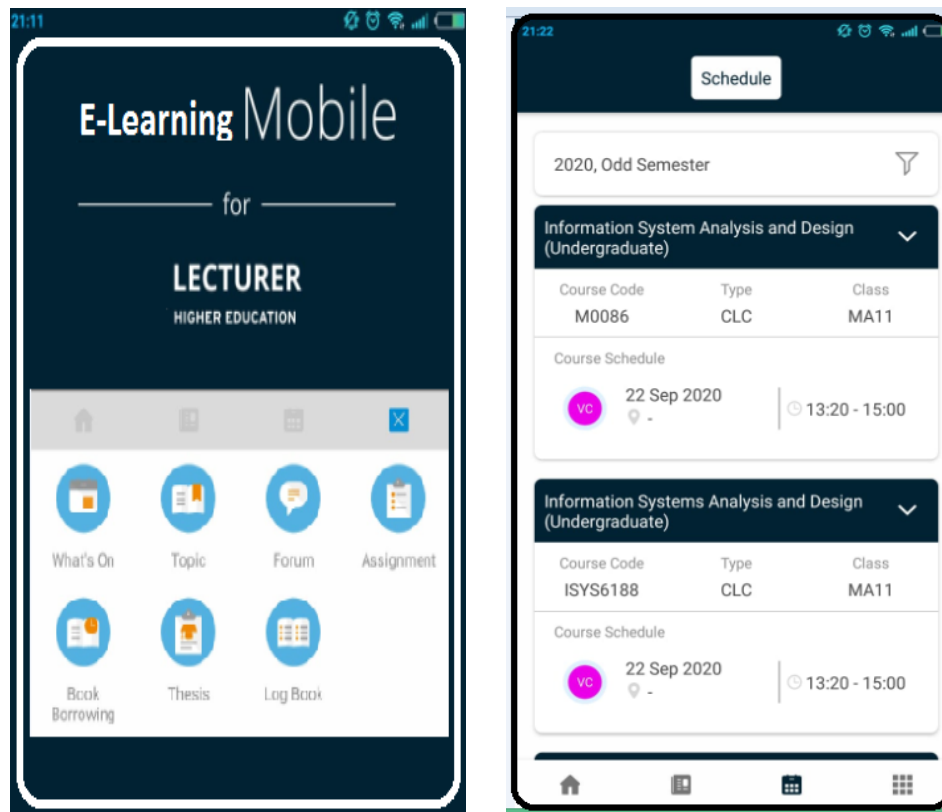 21:11
E-Learning Mobile
for
LECTURER
HIGHER EDUCATION
What's On Topic Forum Assignment
Book Borrowing Thesis Log Book
21:22
Schedule
2020, Odd Semester
Information System Analysis and Design
(Undergraduate)
Course Code Type Class
M0086 CLC MA11
Course Schedule
VC 22 Sep 2020 13:20 - 15:00
-
Information Systems Analysis and Design
(Undergraduate)
Course Code Type Class
ISYS6188 CLC MA11
Course Schedule
VC 22 Sep 2020 13:20 - 15:00
-